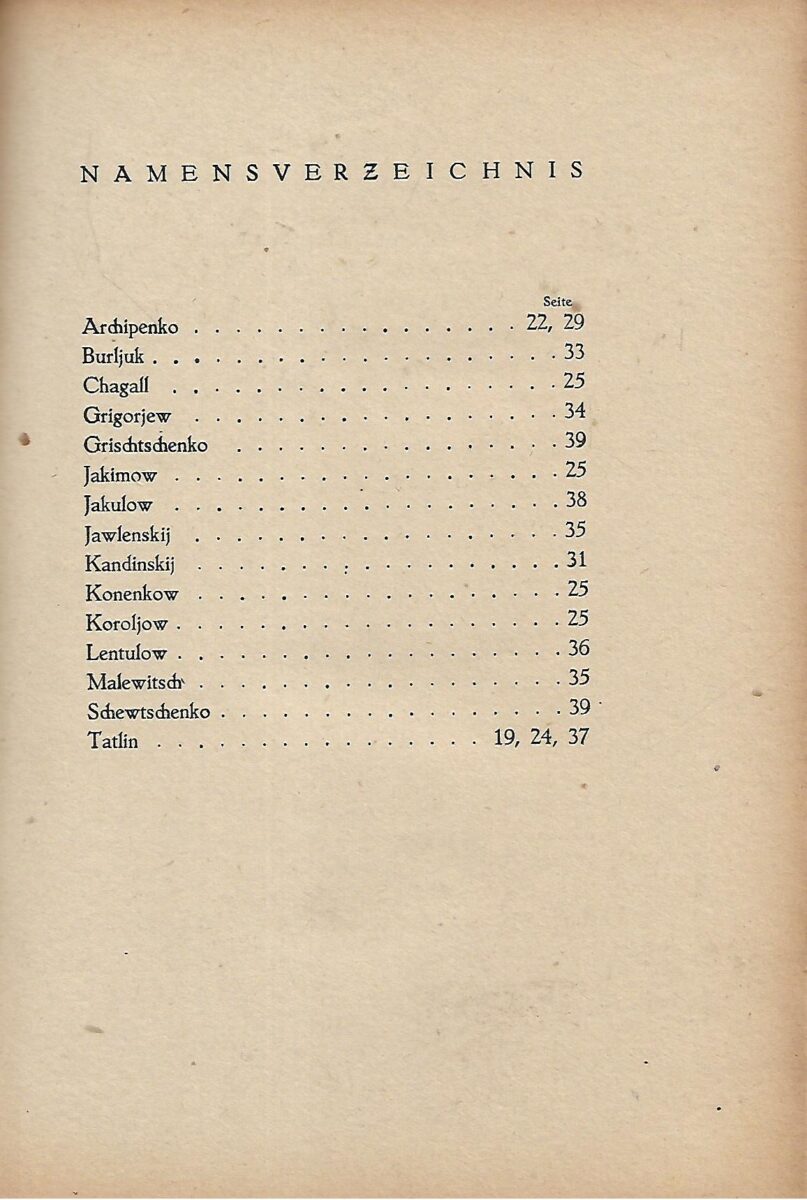 NAMENSVERZEICHNIS
Seite
Archipenko . . . . . . . . . . . . . . . . 22, 29
Burljuk . . . . . . . . . . . . . . . . . . . . 33
Chagall . . . . . . . . . . . . . . . . . . . 25
Grigorjew . . . . . . . . . . . . . . . . . . 34
Grischtschenko . . . . . . . . . . . . . . . . 39
Jakimow . . . . . . . . . . . . . . . . . . . 25
Jakulow . . . . . . . . . . . . . . . . . . . 38
Jawlenskij . . . . . . . . . . . . . . . . . . 35
Kandinskij . . . . . . . . . . . . . . . . . . 31
Konenkow . . . . . . . . . . . . . . . . . . 25
Koroljow . . . . . . . . . . . . . . . . . . . 25
Lentulow . . . . . . . . . . . . . . . . . . . 36
Malewitsch . . . . . . . . . . . . . . . . . . 35
Schewtschenko . . . . . . . . . . . . . . . . . 39
Tatlin . . . . . . . . . . . . . . . . 19, 24, 37